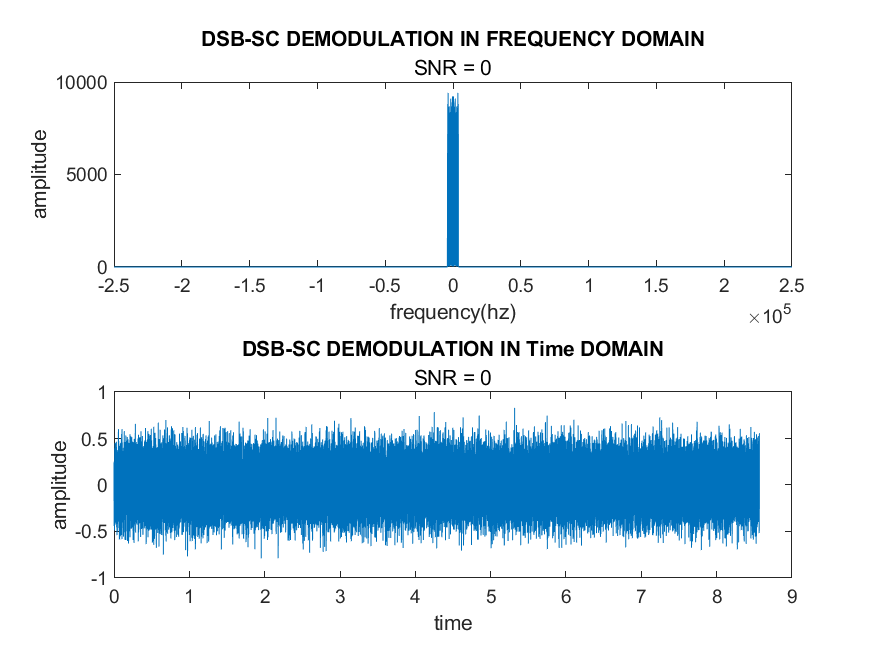 DSB-SC DEMODULATION IN FREQUENCY DOMAIN
SNR = 0
10000
5000
0
amplitude
-2.5 -2 -1.5 -1 -0.5 0 0.5 1 1.5 2 2.5
frequency(hz)
×10⁵
DSB-SC DEMODULATION IN Time DOMAIN
SNR = 0
1
0.5
0
-0.5
-1
amplitude
0 1 2 3 4 5 6 7 8 9
time